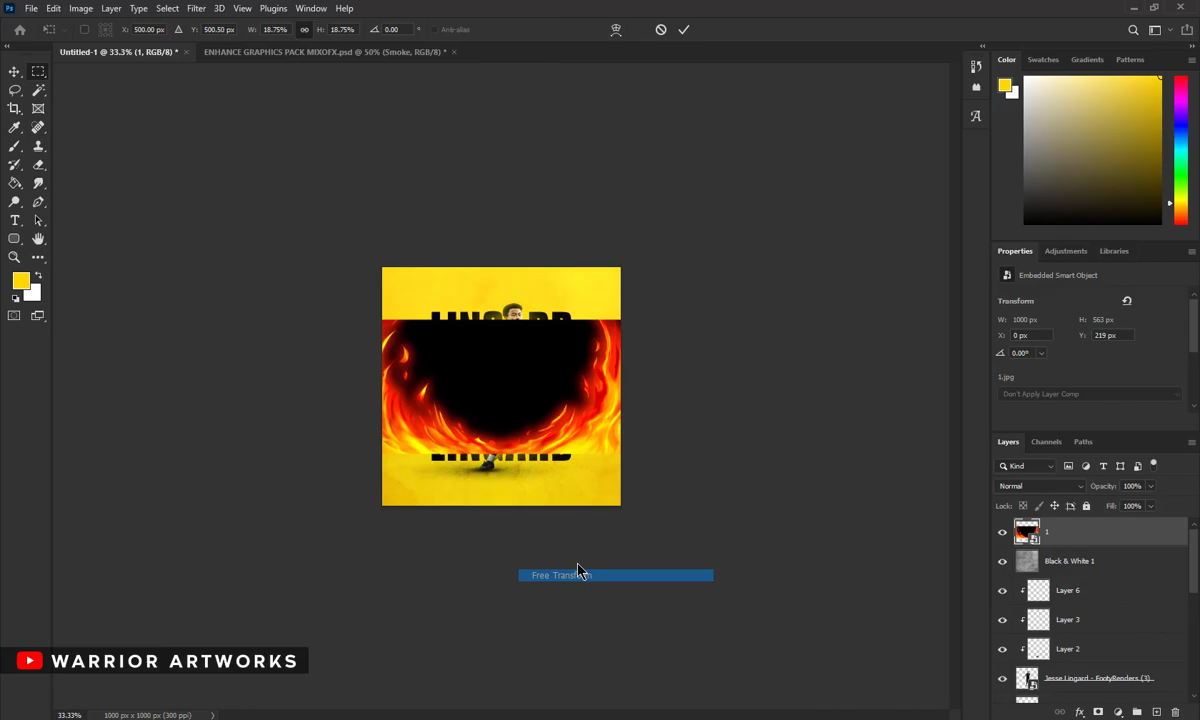 Ps File Edit Image Layer Type Select Filter 3D View Plugins Window Help
X: 500.00 px Y: 500.50 px W: 18.75% H: 18.75% 0.00 ° Anti-alias
Untitled-1 @ 33.3% (1, RGB/8) * × ENHANCE GRAPHICS PACK MIXOFX.psd @ 50% (Smoke, RGB/8) * ×
Color Swatches Gradients Patterns
Properties Adjustments Libraries
Embedded Smart Object
Transform
W: 1000 px H: 563 px
X: 0 px Y: 219 px
0.00°
1.jpg
Don't Apply Layer Comp
Layers Channels Paths
Kind
Normal Opacity: 100%
Lock: Fill: 100%
1
Black & White 1
Layer 6
Layer 3
Layer 2
Jesse Lingard - FootyRenders (3)
Free Transform
WARRIOR ARTWORKS
33.33% 1000 px x 1000 px (300 ppi)